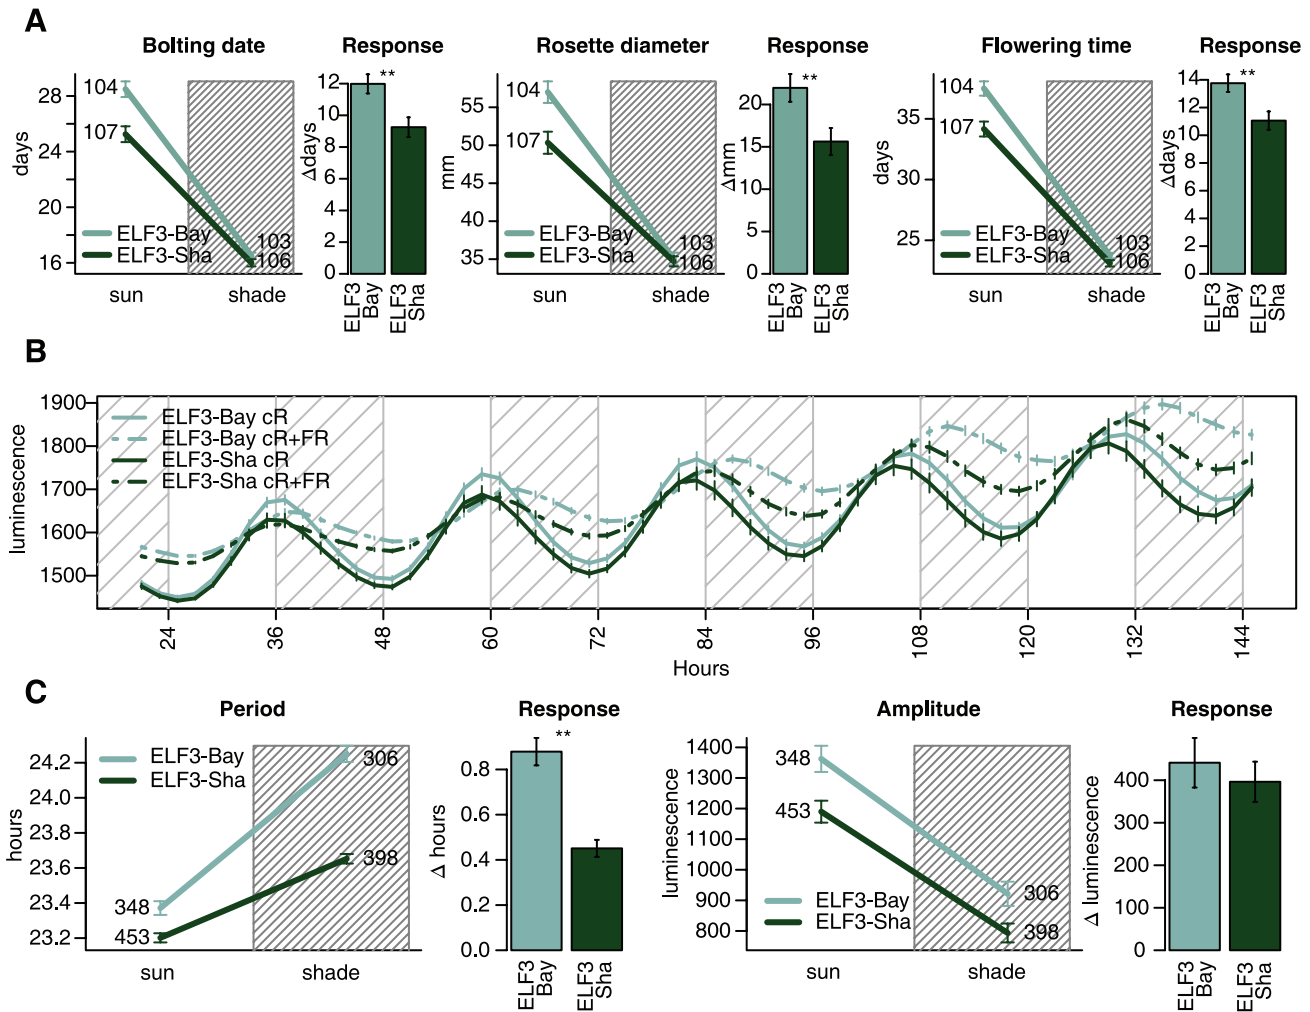 A
Bolting date
Response
Rosette diameter
Response
Flowering time
Response
days
28
24
20
16
104
107
103
106
ELF3-Bay
ELF3-Sha
sun
shade
Δdays
12
10
8
6
4
2
0
**
ELF3
Bay
ELF3
Sha
mm
55
50
45
40
35
104
107
103
106
ELF3-Bay
ELF3-Sha
sun
shade
Δmm
20
15
10
5
0
**
ELF3
Bay
ELF3
Sha
days
35
30
25
104
107
103
106
ELF3-Bay
ELF3-Sha
sun
shade
Δdays
14
12
10
8
6
4
2
0
**
ELF3
Bay
ELF3
Sha
B
luminescence
1900
1800
1700
1600
1500
ELF3-Bay cR
ELF3-Bay cR+FR
ELF3-Sha cR
ELF3-Sha cR+FR
24
36
48
60
72
84
96
108
120
132
144
Hours
C
Period
Response
Amplitude
Response
hours
24,2
24.0
23.8
23.6
23.4
23.2
ELF3-Bay
ELF3-Sha
348
453
306
398
sun
shade
Δ hours
0.8
0.6
0.4
0.2
0.0
**
ELF3
Bay
ELF3
Sha
luminescence
1400
1300
1200
1100
1000
900
800
348
453
306
398
ELF3-Bay
ELF3-Sha
sun
shade
Δ luminescence
400
300
200
100
0
ELF3
Bay
ELF3
Sha